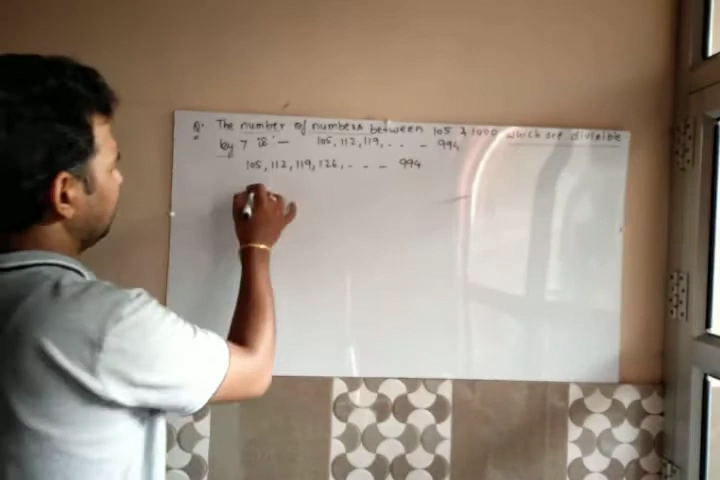 Q. The number of numbers between 105 & 1000 which are divisible
by 7 is :— 105, 112, 119, . . . - 994
105, 112, 119, 126, - - - 994